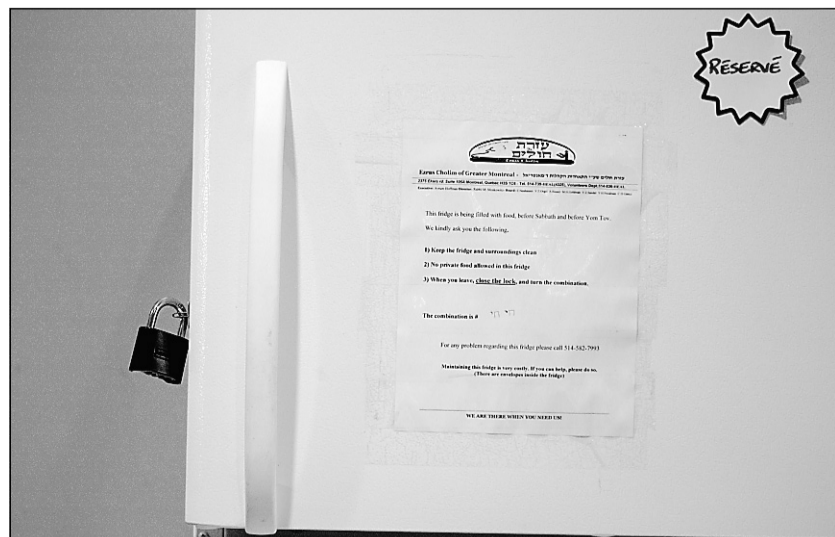 RÉSERVÉ
עזרת
חולים
Ezras Cholim of Greater Montreal -
This fridge is being filled with food, before Sabbath and before Yom Tov.
We kindly ask you the following,
1) Keep the fridge and surroundings clean
2) No private food allowed in this fridge
3) When you leave, close the lock, and turn the combination.
The combination is # חי חי
For any problem regarding this fridge please call 514-582-7993
Maintaining this fridge is very costly. If you can help, please do so.
(There are envelopes inside the fridge)
WE ARE THERE WHEN YOU NEED US!